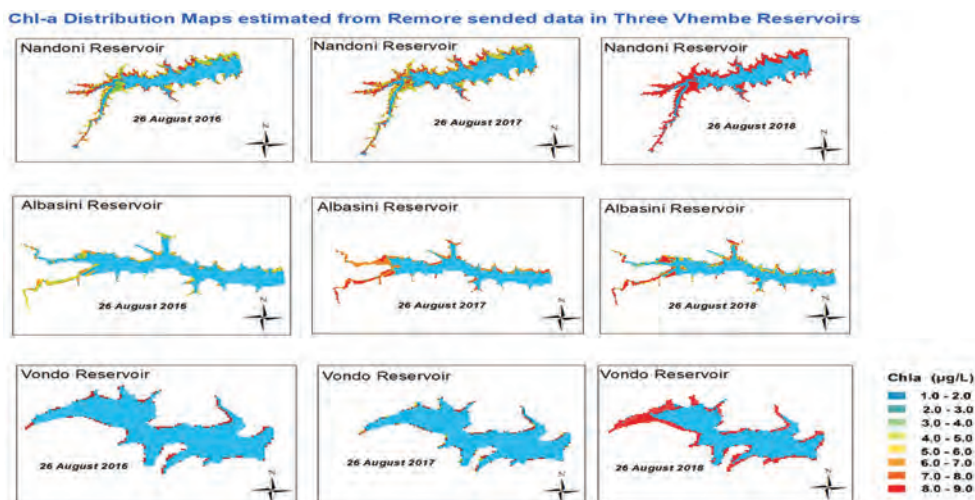 Chl-a Distribution Maps estimated from Remore sended data in Three Vhembe Reservoirs
Nandoni Reservoir
26 August 2016
N
Nandoni Reservoir
26 August 2017
N
Nandoni Reservoir
26 August 2018
N
Albasini Reservoir
26 August 2016
N
Albasini Reservoir
26 August 2017
N
Albasini Reservoir
26 August 2018
N
Vondo Reservoir
26 August 2016
N
Vondo Reservoir
26 August 2017
N
Vondo Reservoir
26 August 2018
N
Chla (µg/L)
1.0 - 2.0
2.0 - 3.0
3.0 - 4.0
4.0 - 5.0
5.0 - 6.0
6.0 - 7.0
7.0 - 8.0
8.0 - 9.0